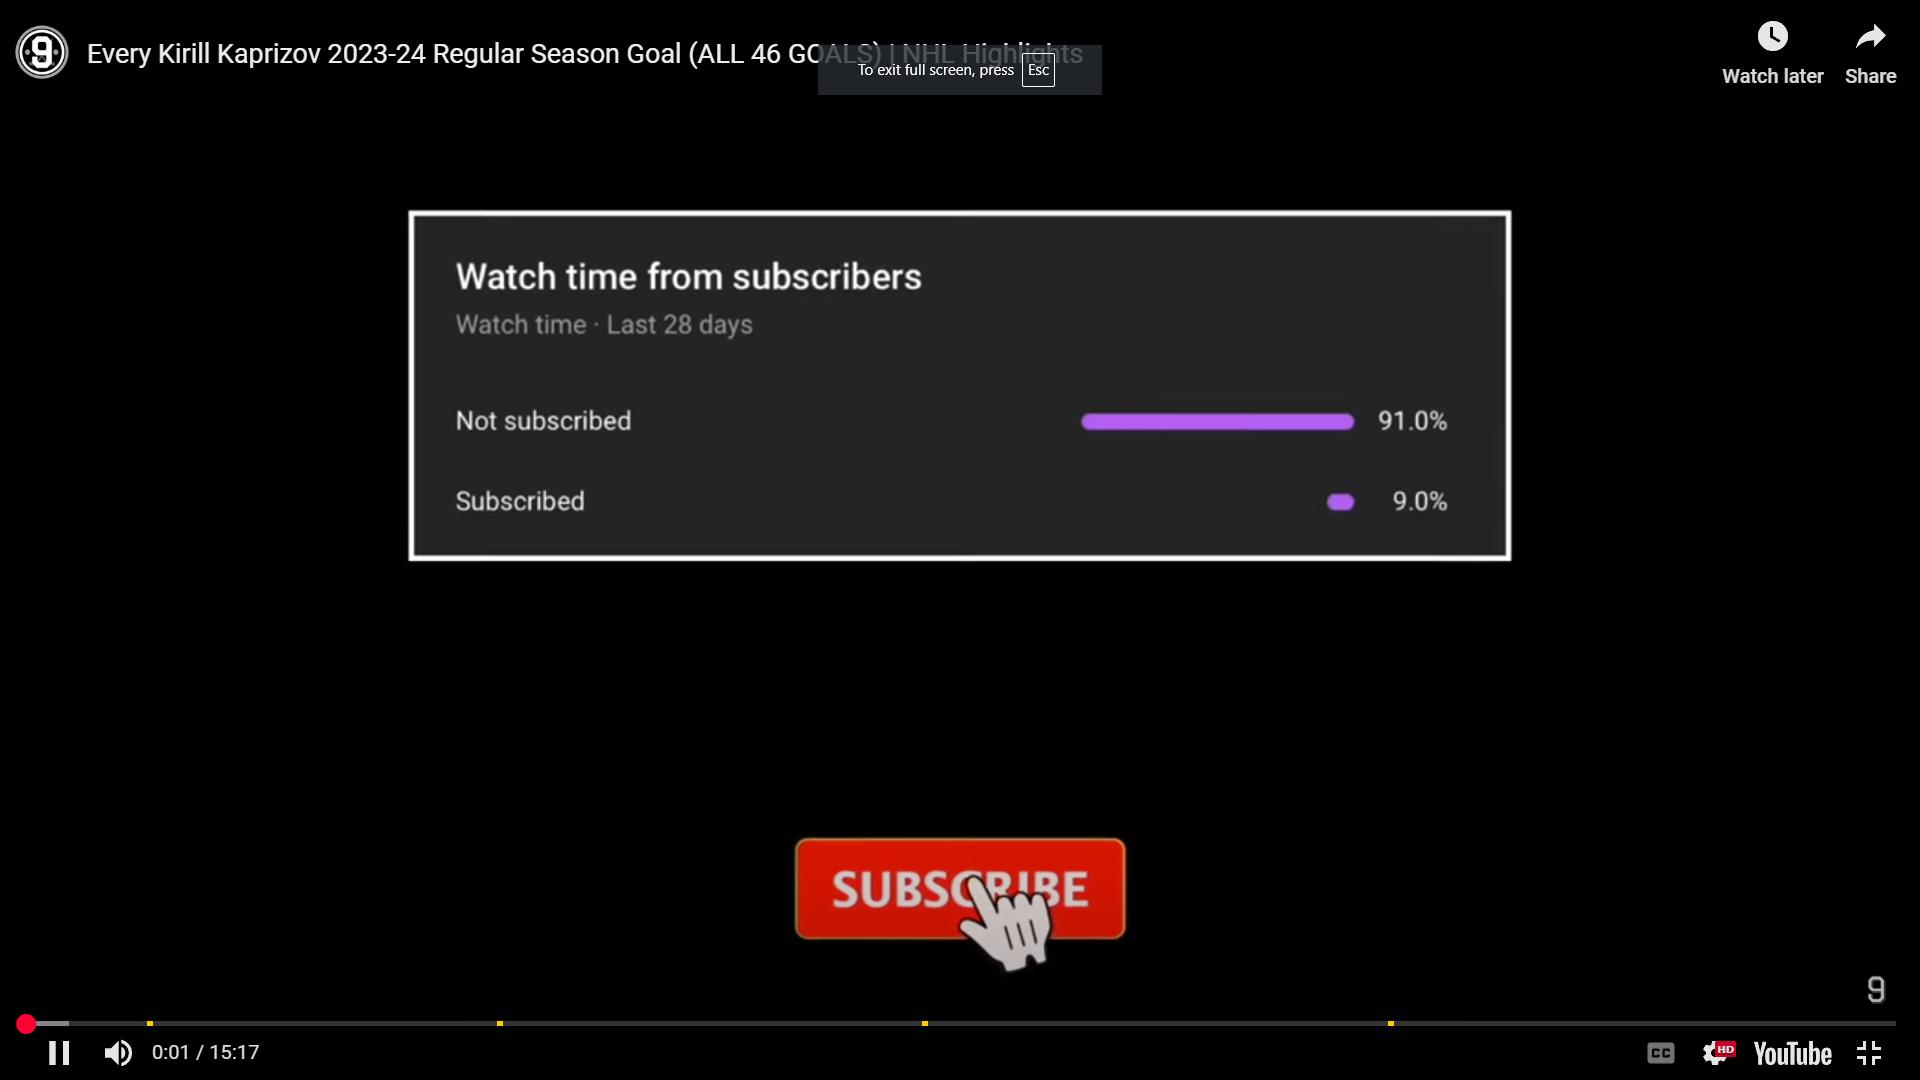 9
Every Kirill Kaprizov 2023-24 Regular Season Goal (ALL 46 GOALS) | NHL Highlights
To exit full screen, press Esc
Watch later
Share
Watch time from subscribers
Watch time · Last 28 days
Not subscribed 91.0%
Subscribed 9.0%
SUBSCRIBE
9
0:01 / 15:17
CC
HD
YouTube